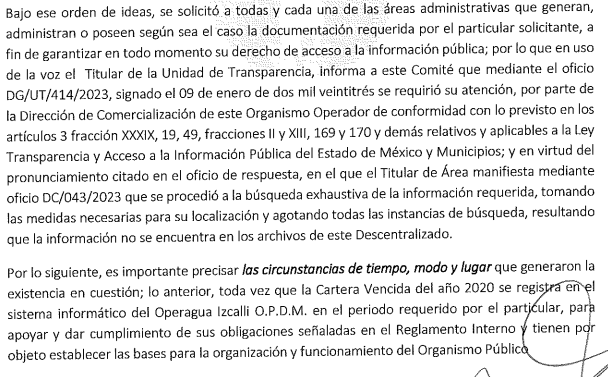 Bajo ese orden de ideas, se solicitó a todas y cada una de las áreas administrativas que generan,
administran o poseen según sea el caso la documentación requerida por el particular solicitante, a
fin de garantizar en todo momento su derecho de acceso a la información pública; por lo que en uso
de la voz el Titular de la Unidad de Transparencia, informa a este Comité que mediante el oficio
DG/UT/414/2023, signado el 09 de enero de dos mil veintitrés se requirió su atención, por parte de
la Dirección de Comercialización de este Organismo Operador de conformidad con lo previsto en los
artículos 3 fracción XXXIX, 19, 49, fracciones II y XIII, 169 y 170 y demás relativos y aplicables a la Ley
Transparencia y Acceso a la Información Pública del Estado de México y Municipios; y en virtud del
pronunciamiento citado en el oficio de respuesta, en el que el Titular de Área manifiesta mediante
oficio DC/043/2023 que se procedió a la búsqueda exhaustiva de la información requerida, tomando
las medidas necesarias para su localización y agotando todas las instancias de búsqueda, resultando
que la información no se encuentra en los archivos de este Descentralizado.
Por lo siguiente, es importante precisar las circunstancias de tiempo, modo y lugar que generaron la
existencia en cuestión; lo anterior, toda vez que la Cartera Vencida del año 2020 se registra en el
sistema informático del Operagua Izcalli O.P.D.M. en el periodo requerido por el particular, para
apoyar y dar cumplimiento de sus obligaciones señaladas en el Reglamento Interno y tienen por
objeto establecer las bases para la organización y funcionamiento del Organismo Público